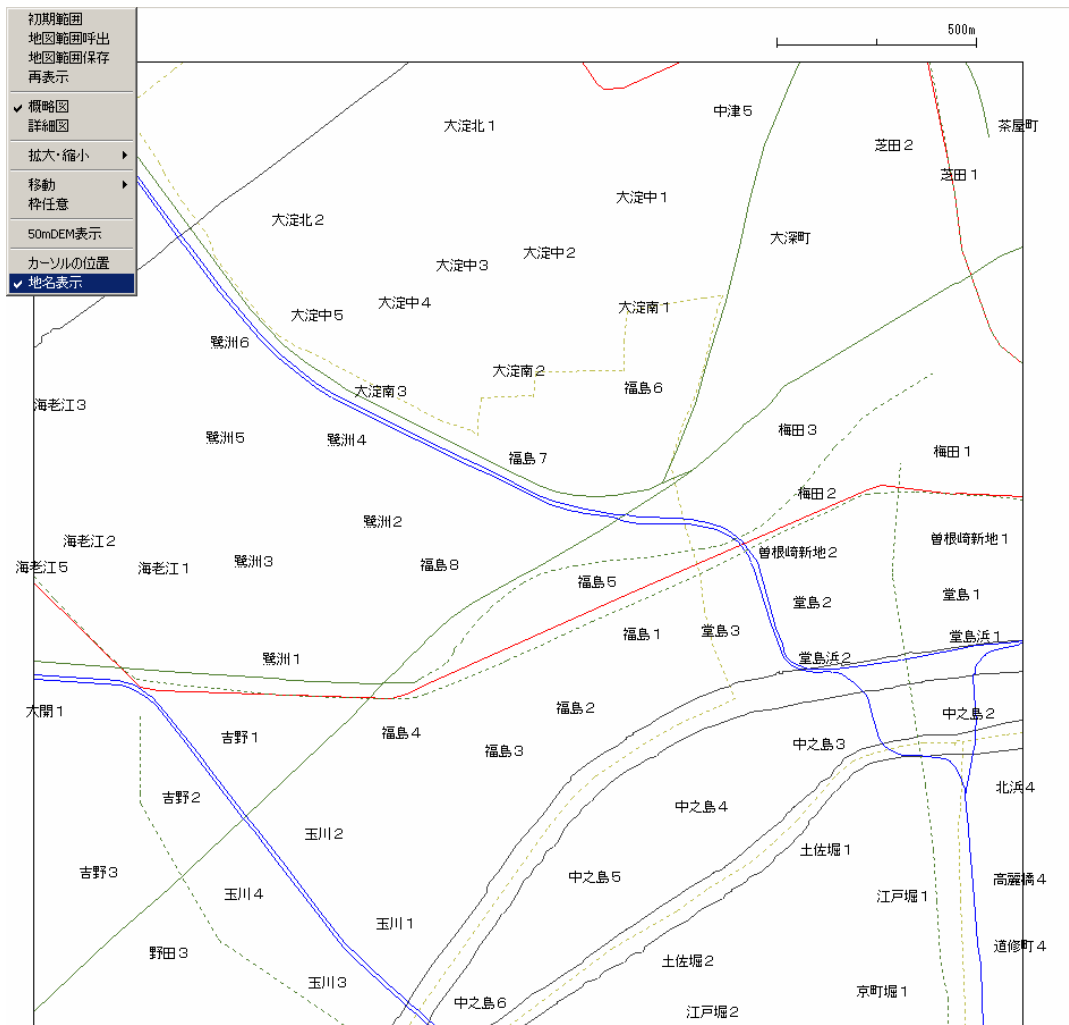 初期範囲
地図範囲呼出
地図範囲保存
再表示
概略図
詳細図
拡大・縮小
移動
枠任意
50mDEM表示
カーソルの位置
地名表示
500m
中津5
大淀北1
茶屋町
芝田2
芝田1
大淀中1
大淀北2
大深町
大淀中2
大淀中3
大淀中4
大淀南1
大淀中5
鷺洲6
大淀南2
福島6
大淀南3
海老江3
梅田3
鷺洲5
鷺洲4
梅田1
福島7
梅田2
鷺洲2
海老江2
曽根崎新地1
曽根崎新地2
鷺洲3
福島8
海老江5
海老江1
福島5
堂島1
堂島2
福島1
堂島3
堂島浜1
鷺洲1
堂島浜2
福島2
大開1
中之島2
福島4
吉野1
中之島3
福島3
北浜4
吉野2
中之島4
玉川2
土佐堀1
吉野3
中之島5
高麗橋4
玉川4
江戸堀1
玉川1
道修町4
野田3
土佐堀2
玉川3
京町堀1
中之島6
江戸堀2